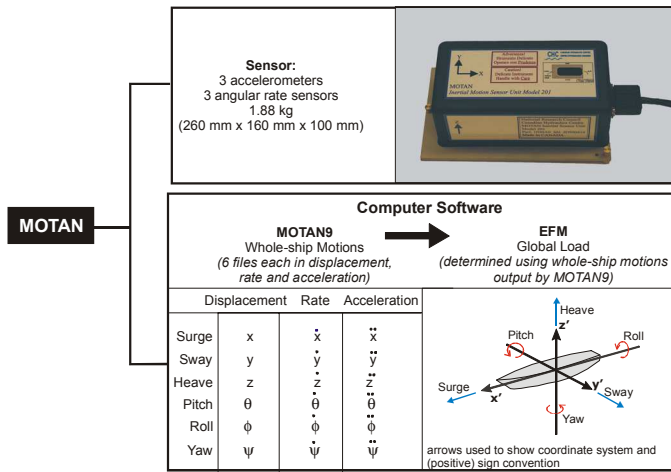 MOTAN
Sensor:
3 accelerometers
3 angular rate sensors
1.88 kg
(260 mm x 160 mm x 100 mm)
Y
X
MOTAN
Inertial Motion Sensor Unit Model 201
Computer Software
MOTAN9
Whole-ship Motions
(6 files each in displacement,
rate and acceleration)
EFM
Global Load
(determined using whole-ship motions
output by MOTAN9)
Displacement Rate Acceleration
Surge x ẋ ẍ
Sway y ẏ ÿ
Heave z ż z̈
Pitch θ θ̇ θ̈
Roll ϕ ϕ̇ ϕ̈
Yaw ψ ψ̇ ψ̈
Heave
z'
Pitch
Roll
Surge
x'
y'
Sway
Yaw
arrows used to show coordinate system and
(positive) sign convention